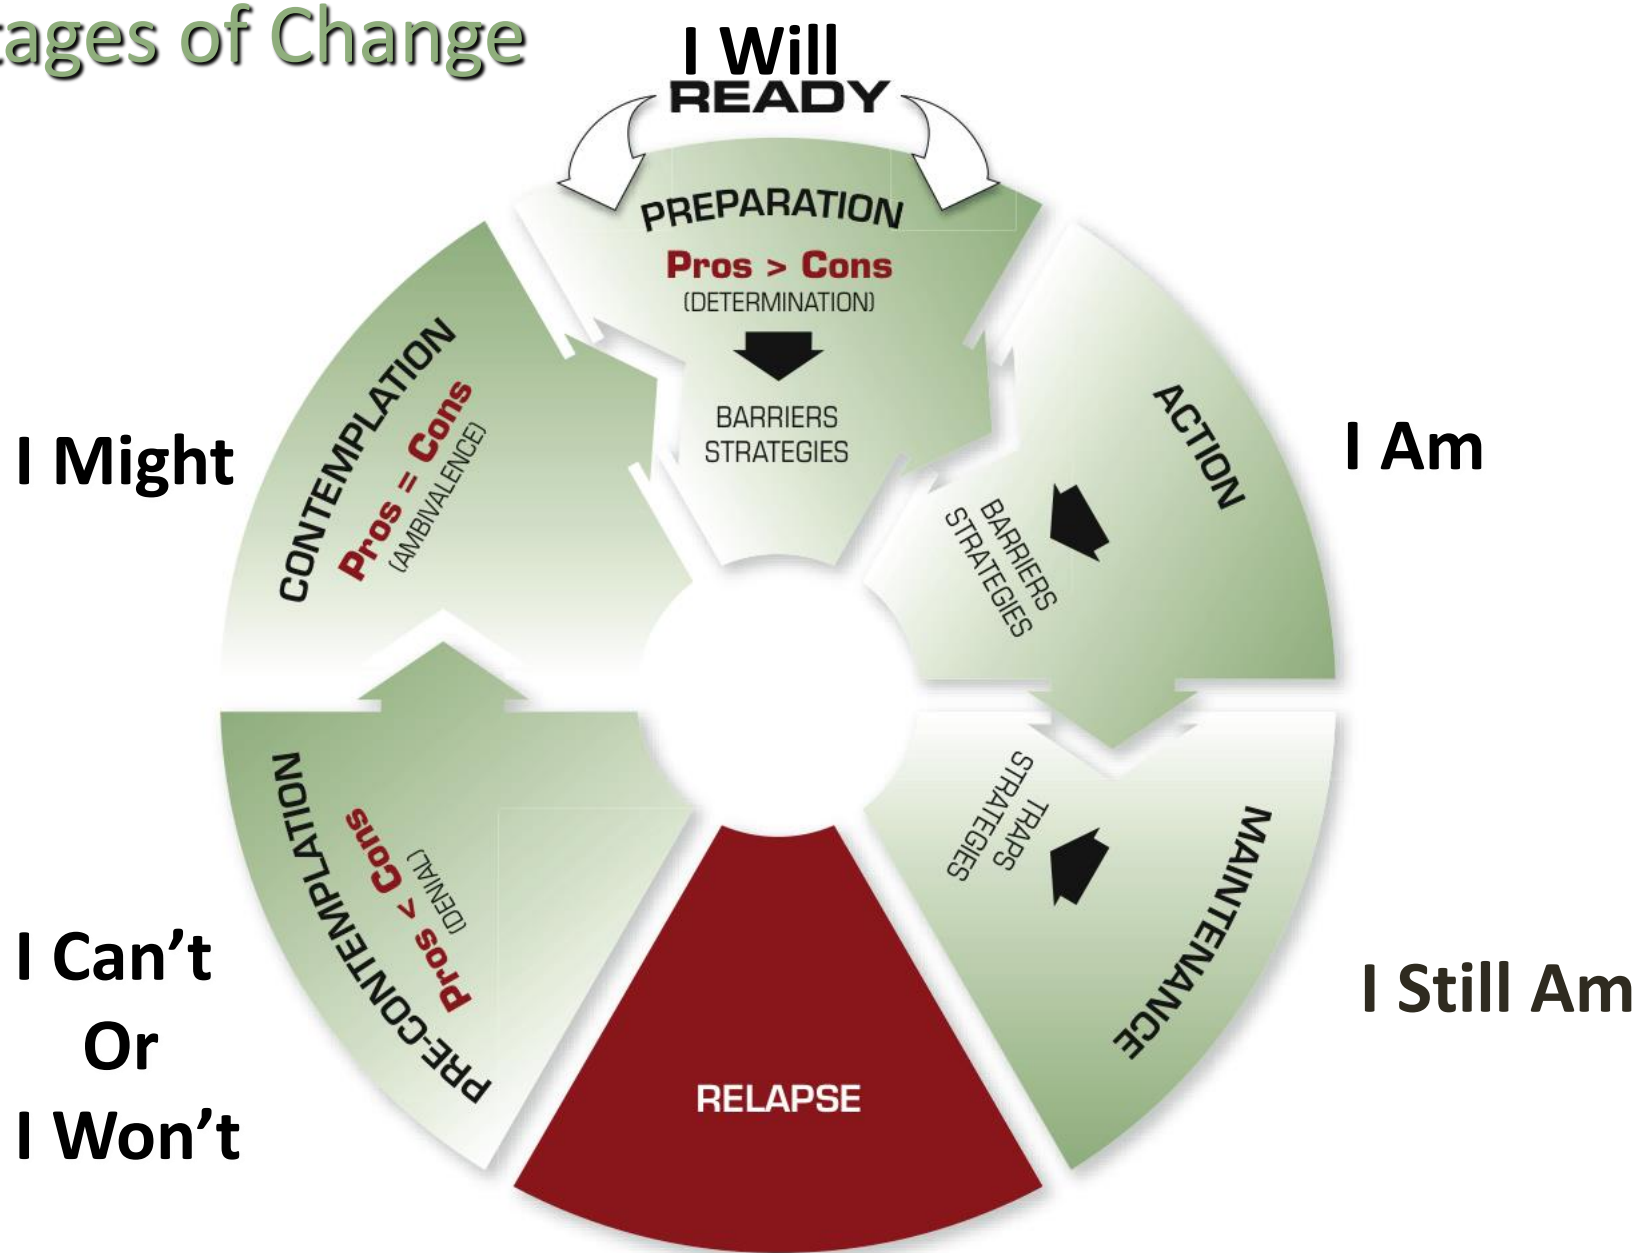 tages of Change
I Will
READY
PREPARATION
Pros > Cons
(DETERMINATION)
BARRIERS
STRATEGIES
CONTEMPLATION
Pros = Cons
(AMBIVALENCE)
I Might
ACTION
BARRIERS
STRATEGIES
I Am
PRE-CONTEMPLATION
Pros < Cons
(DENIAL)
I Can’t
Or
I Won’t
MAINTENANCE
TRAPS
STRATEGIES
I Still Am
RELAPSE